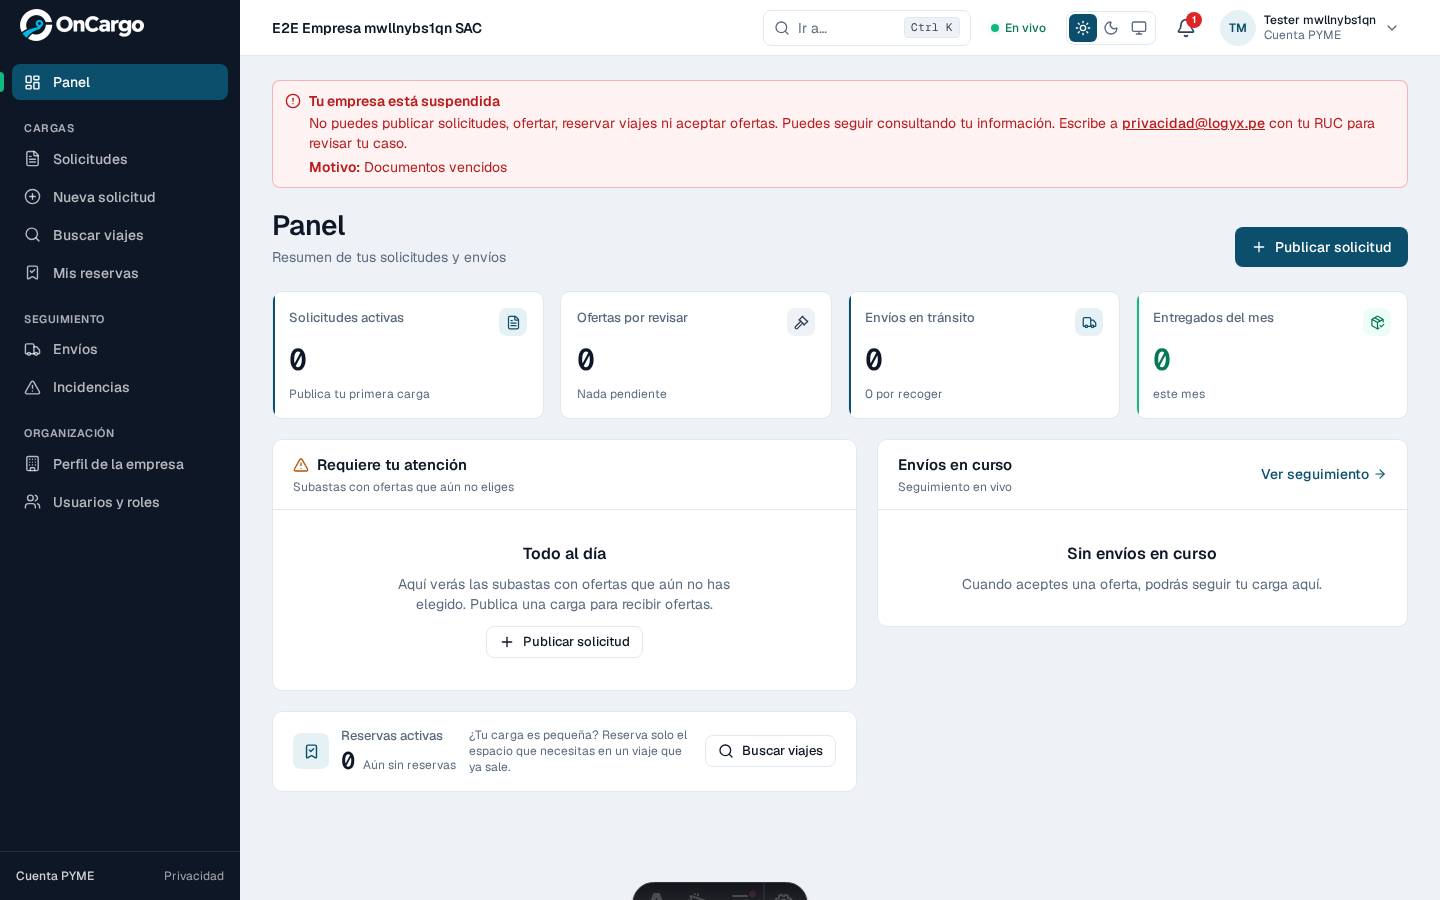 OnCargo
E2E Empresa mwllnybs1qn SAC
Ir a...
Ctrl K
En vivo
1
TM
Tester mwllnybs1qn
Cuenta PYME
Panel
CARGAS
Solicitudes
Nueva solicitud
Buscar viajes
Mis reservas
SEGUIMIENTO
Envíos
Incidencias
ORGANIZACIÓN
Perfil de la empresa
Usuarios y roles
Cuenta PYME
Privacidad
Tu empresa está suspendida
No puedes publicar solicitudes, ofertar, reservar viajes ni aceptar ofertas. Puedes seguir consultando tu información. Escribe a privacidad@logyx.pe con tu RUC para
revisar tu caso.
Motivo: Documentos vencidos
Panel
Resumen de tus solicitudes y envíos
Publicar solicitud
Solicitudes activas
0
Publica tu primera carga
Ofertas por revisar
0
Nada pendiente
Envíos en tránsito
0
0 por recoger
Entregados del mes
0
este mes
Requiere tu atención
Subastas con ofertas que aún no eliges
Todo al día
Aquí verás las subastas con ofertas que aún no has
elegido. Publica una carga para recibir ofertas.
Publicar solicitud
Envíos en curso
Seguimiento en vivo
Ver seguimiento
Sin envíos en curso
Cuando aceptes una oferta, podrás seguir tu carga aquí.
Reservas activas
0 Aún sin reservas
¿Tu carga es pequeña? Reserva solo el
espacio que necesitas en un viaje que
ya sale.
Buscar viajes